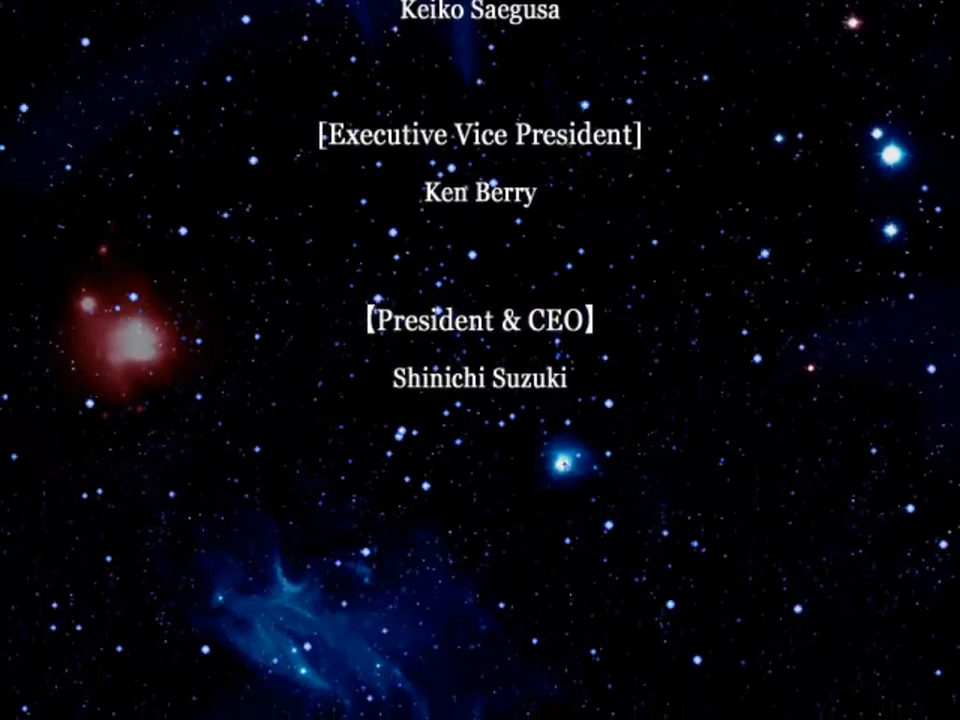 Keiko Saegusa
[Executive Vice President]
Ken Berry
【President & CEO】
Shinichi Suzuki